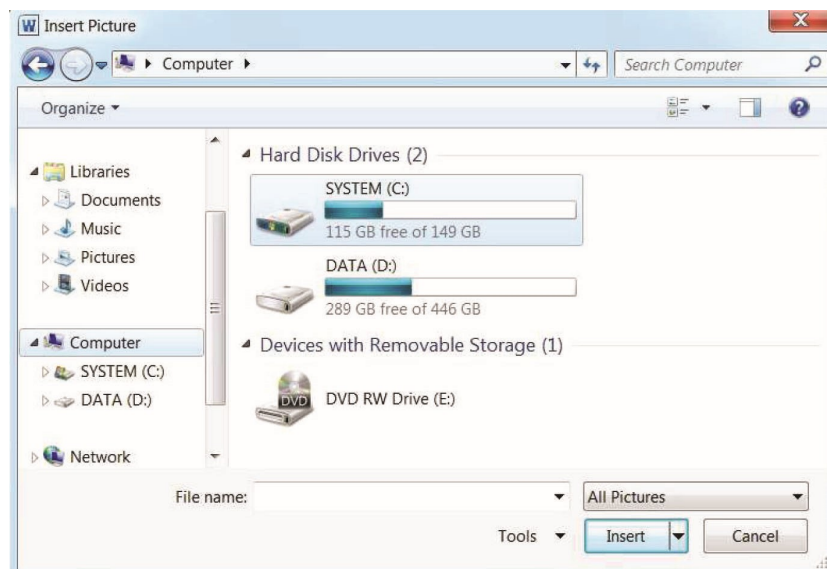 Insert Picture
Computer
Search Computer
Organize
Libraries
Documents
Music
Pictures
Videos
Computer
SYSTEM (C:)
DATA (D:)
Network
Hard Disk Drives (2)
SYSTEM (C:)
115 GB free of 149 GB
DATA (D:)
289 GB free of 446 GB
Devices with Removable Storage (1)
DVD
DVD RW Drive (E:)
File name:
All Pictures
Tools
Insert
Cancel